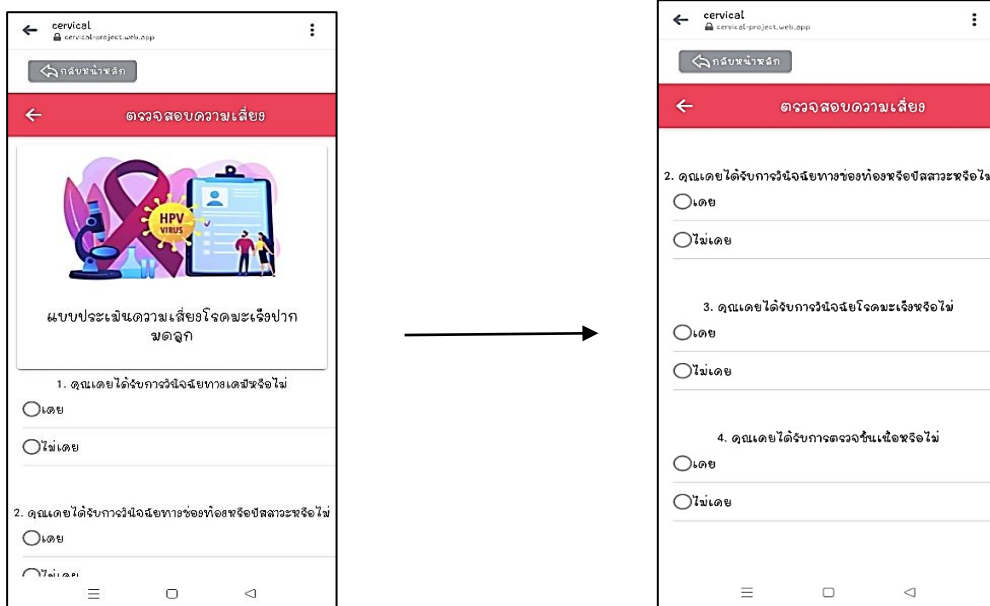 cervical
cervical-project.web.app
กลับหน้าหลัก
ตรวจสอบความเสี่ยง
HPV
VIRUS
แบบประเมินความเสี่ยงโรคมะเร็งปาก
มดลูก
1. คุณเคยได้รับการวินิจฉัยทางเคมีหรือไม่
เคย
ไม่เคย
2. คุณเคยได้รับการวินิจฉัยทางช่องท้องหรือปัสสาวะหรือไม่
เคย
ไม่เคย
cervical
cervical-project.web.app
กลับหน้าหลัก
ตรวจสอบความเสี่ยง
2. คุณเคยได้รับการวินิจฉัยทางช่องท้องหรือปัสสาวะหรือไม
เคย
ไม่เคย
3. คุณเคยได้รับการวินิจฉัยโรคมะเร็งหรือไม่
เคย
ไม่เคย
4. คุณเคยได้รับการตรวจชิ้นเนื้อหรือไม่
เคย
ไม่เคย